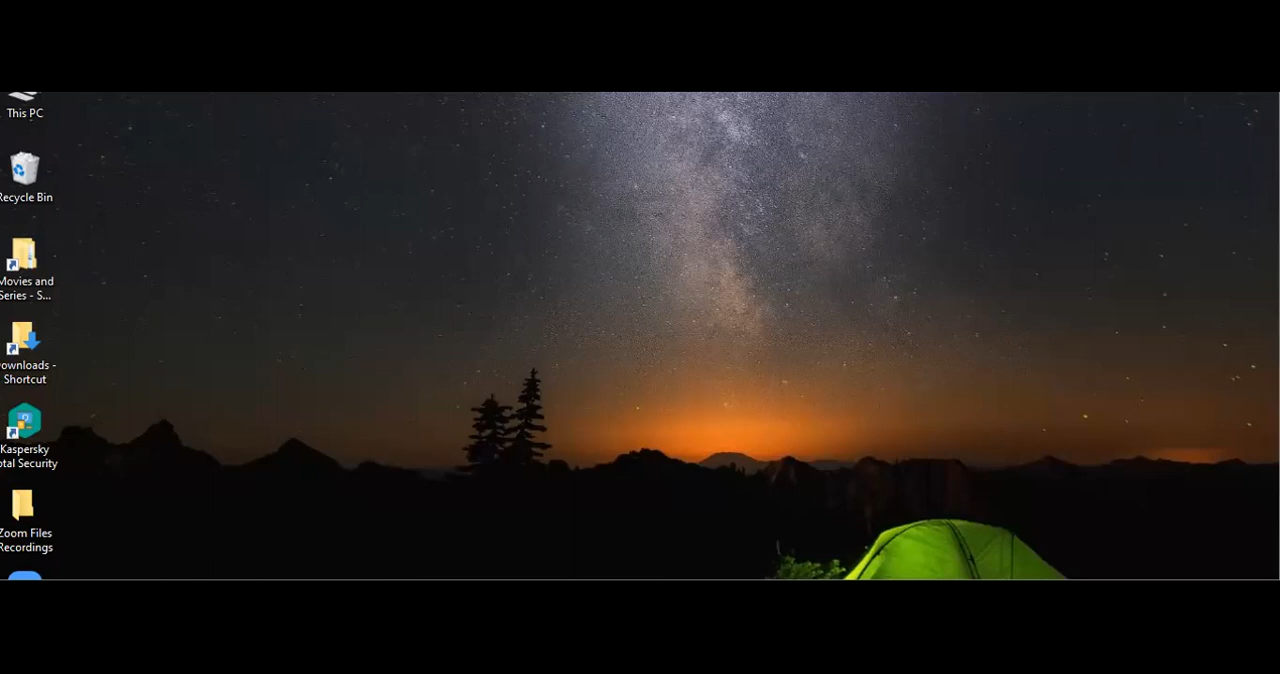 This PC
Recycle Bin
Movies and
Series - S...
ownloads -
Shortcut
Kaspersky
otal Security
Zoom Files
Recordings